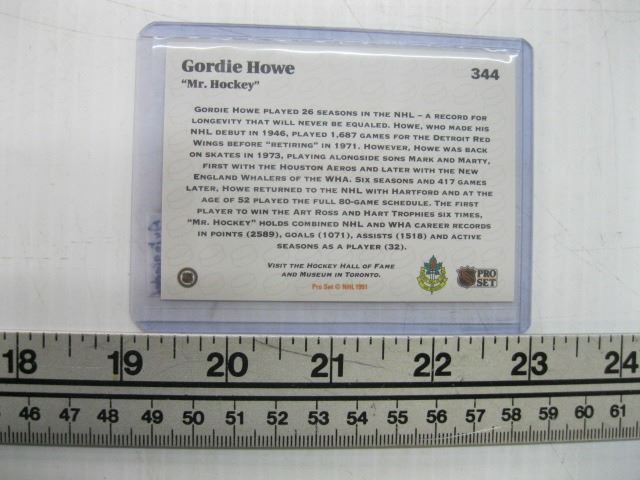 Gordie Howe
"Mr. Hockey"
344
Gordie Howe played 26 seasons in the NHL – a record for
longevity that will never be equaled. Howe, who made his
NHL debut in 1946, played 1,687 games for the Detroit Red
Wings before "retiring" in 1971. However, Howe was back
on skates in 1973, playing alongside sons Mark and Marty,
first with the Houston Aeros and later with the New
England Whalers of the WHA. Six seasons and 417 games
later, Howe returned to the NHL with Hartford and at the
age of 52 played the full 80-game schedule. The first
player to win the Art Ross and Hart Trophies six times,
"Mr. Hockey" holds combined NHL and WHA career records
in points (2589), goals (1071), assists (1518) and active
seasons as a player (32).
Visit the Hockey Hall of Fame
and Museum in Toronto.
Pro Set © NHL 1991
PRO
SET
18 19 20 21 22 23 24
46 47 48 49 50 51 52 53 54 55 56 57 58 59 60 61